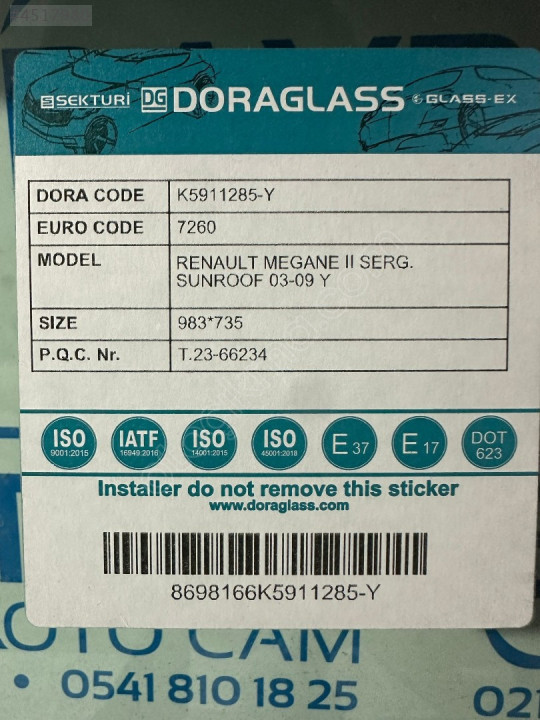 SEKTURİ DG DORAGLASS GLASS-EX
DORA CODE K5911285-Y
EURO CODE 7260
MODEL RENAULT MEGANE II SERG.
SUNROOF 03-09 Y
SIZE 983*735
P.Q.C. Nr. T.23-66234
ISO 9001:2015 IATF 16949:2016 ISO 14001:2015 ISO 45001:2018 E 37 E 17 DOT 623
Installer do not remove this sticker
www.doraglass.com
8698166K5911285-Y
OTO CAM
• 0541 810 18 25